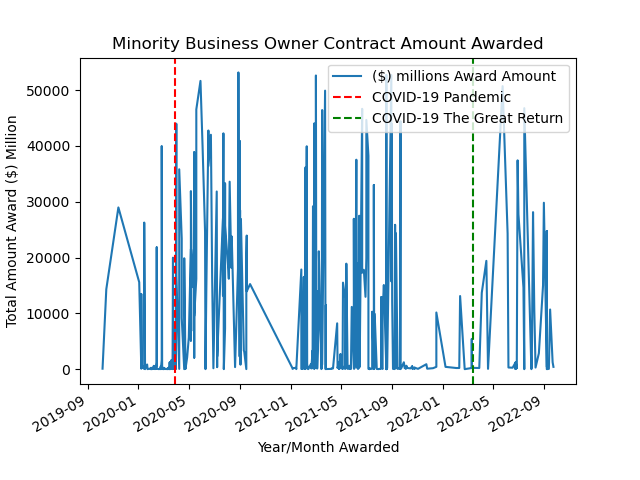 Minority Business Owner Contract Amount Awarded
($) millions Award Amount
COVID-19 Pandemic
COVID-19 The Great Return
Total Amount Award ($) Million
50000
40000
30000
20000
10000
0
2019-09
2020-01
2020-05
2020-09
2021-01
2021-05
2021-09
2022-01
2022-05
2022-09
Year/Month Awarded